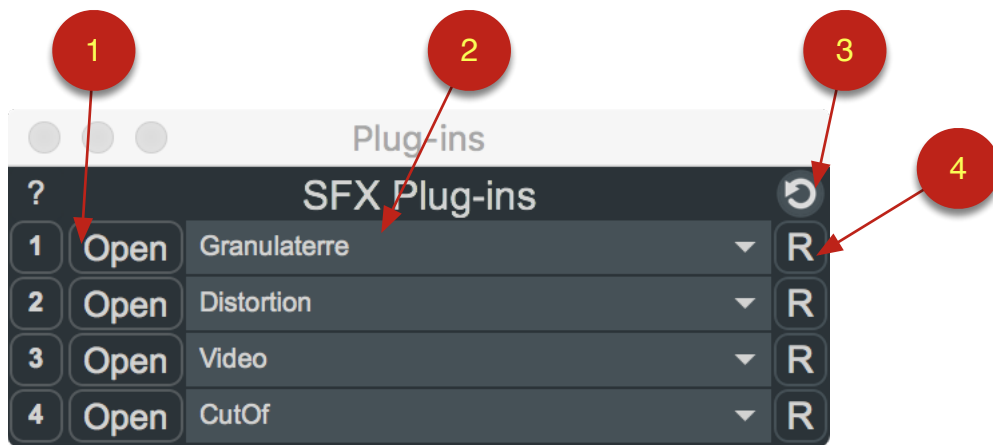 1 2 3
Plug-ins
4
? SFX Plug-ins
1 Open Granulaterre R
2 Open Distortion R
3 Open Video R
4 Open CutOf R